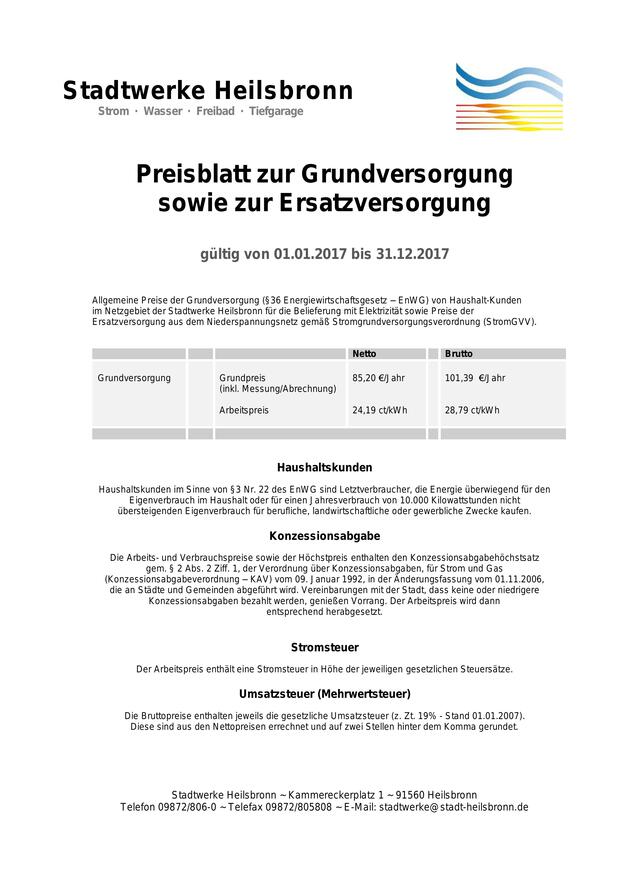 Stadtwerke Heilsbronn
Strom · Wasser · Freibad · Tiefgarage
Preisblatt zur Grundversorgung
sowie zur Ersatzversorgung
gültig von 01.01.2017 bis 31.12.2017
Allgemeine Preise der Grundversorgung (§36 Energiewirtschaftsgesetz – EnWG) von Haushalt-Kunden
im Netzgebiet der Stadtwerke Heilsbronn für die Belieferung mit Elektrizität sowie Preise der
Ersatzversorgung aus dem Niederspannungsnetz gemäß Stromgrundversorgungsverordnung (StromGVV).
Netto Brutto
Grundversorgung Grundpreis 85,20 €/Jahr 101,39 €/Jahr
(inkl. Messung/Abrechnung)
Arbeitspreis 24,19 ct/kWh 28,79 ct/kWh
Haushaltskunden
Haushaltskunden im Sinne von §3 Nr. 22 des EnWG sind Letztverbraucher, die Energie überwiegend für den
Eigenverbrauch im Haushalt oder für einen Jahresverbrauch von 10.000 Kilowattstunden nicht
übersteigenden Eigenverbrauch für berufliche, landwirtschaftliche oder gewerbliche Zwecke kaufen.
Konzessionsabgabe
Die Arbeits- und Verbrauchspreise sowie der Höchstpreis enthalten den Konzessionsabgabehöchstsatz
gem. § 2 Abs. 2 Ziff. 1, der Verordnung über Konzessionsabgaben, für Strom und Gas
(Konzessionsabgabeverordnung – KAV) vom 09. Januar 1992, in der Änderungsfassung vom 01.11.2006,
die an Städte und Gemeinden abgeführt wird. Vereinbarungen mit der Stadt, dass keine oder niedrigere
Konzessionsabgaben bezahlt werden, genießen Vorrang. Der Arbeitspreis wird dann
entsprechend herabgesetzt.
Stromsteuer
Der Arbeitspreis enthält eine Stromsteuer in Höhe der jeweiligen gesetzlichen Steuersätze.
Umsatzsteuer (Mehrwertsteuer)
Die Bruttopreise enthalten jeweils die gesetzliche Umsatzsteuer (z. Zt. 19% - Stand 01.01.2007).
Diese sind aus den Nettopreisen errechnet und auf zwei Stellen hinter dem Komma gerundet.
Stadtwerke Heilsbronn ~ Kammereckerplatz 1 ~ 91560 Heilsbronn
Telefon 09872/806-0 ~ Telefax 09872/805808 ~ E-Mail: stadtwerke@stadt-heilsbronn.de